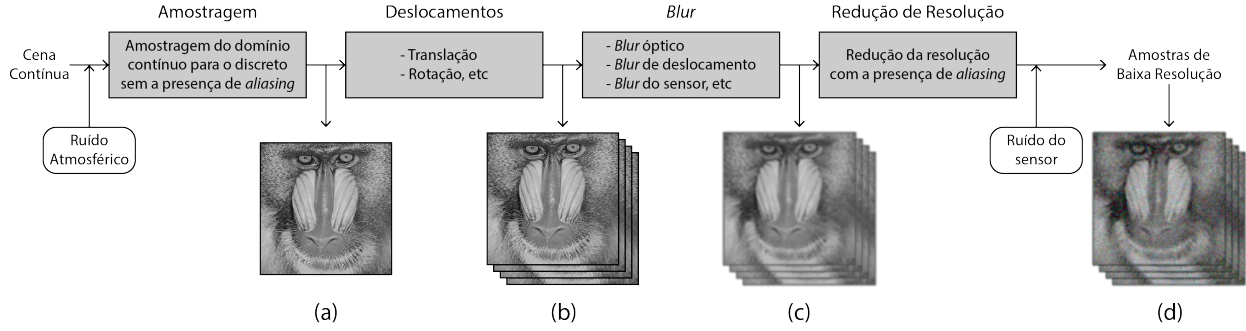 Amostragem
Deslocamentos
Blur
Redução de Resolução
Cena
Contínua
Amostragem do domínio
contínuo para o discreto
sem a presença de aliasing
- Translação
- Rotação, etc
- Blur óptico
- Blur de deslocamento
- Blur do sensor, etc
Redução da resolução
com a presença de aliasing
Amostras de
Baixa Resolução
Ruído
Atmosférico
Ruído do
sensor
(a)
(b)
(c)
(d)